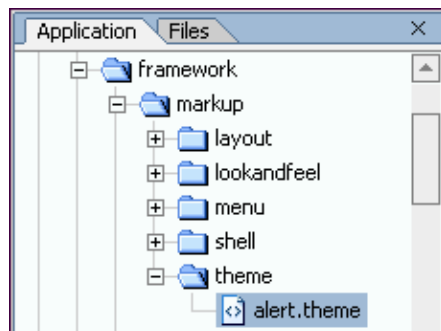 Application Files
framework
markup
layout
lookandfeel
menu
shell
theme
alert.theme